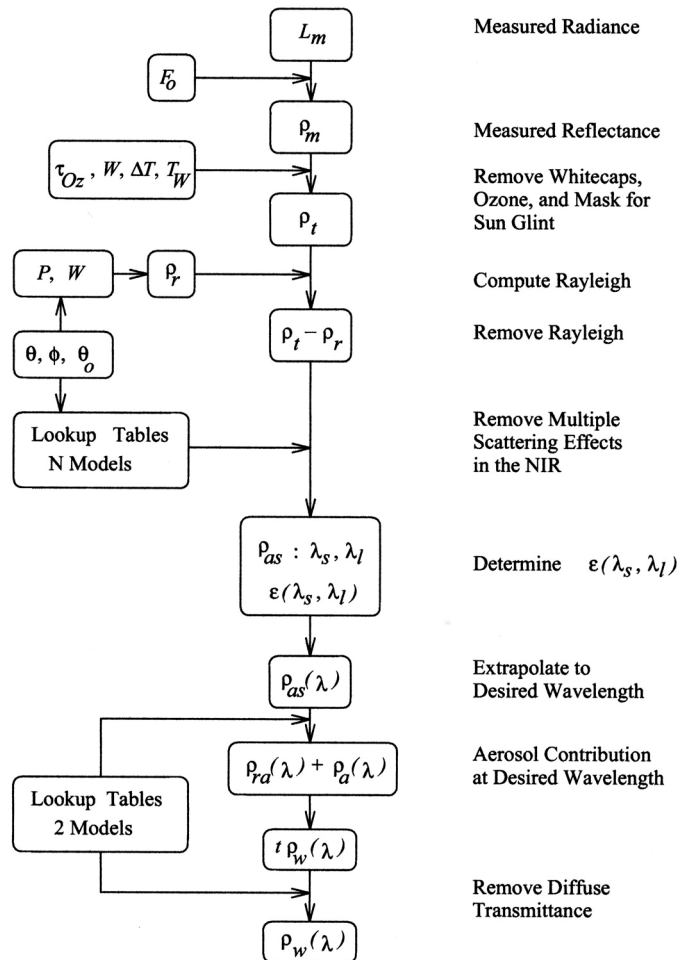 L_m Measured Radiance
F_o
ρ_m Measured Reflectance
τ_Oz , W, ΔT, T_W Remove Whitecaps,
Ozone, and Mask for
ρ_t Sun Glint
P, W ρ_r Compute Rayleigh
ρ_t − ρ_r Remove Rayleigh
θ, ϕ, θ_o
Lookup Tables Remove Multiple
N Models Scattering Effects
in the NIR
ρ_as : λ_s, λ_l
Determine ε(λ_s, λ_l)
ε(λ_s, λ_l)
ρ_as(λ) Extrapolate to
Desired Wavelength
ρ_ra(λ) + ρ_a(λ) Aerosol Contribution
at Desired Wavelength
Lookup Tables
2 Models
tρ_w(λ)
Remove Diffuse
Transmittance
ρ_w(λ)